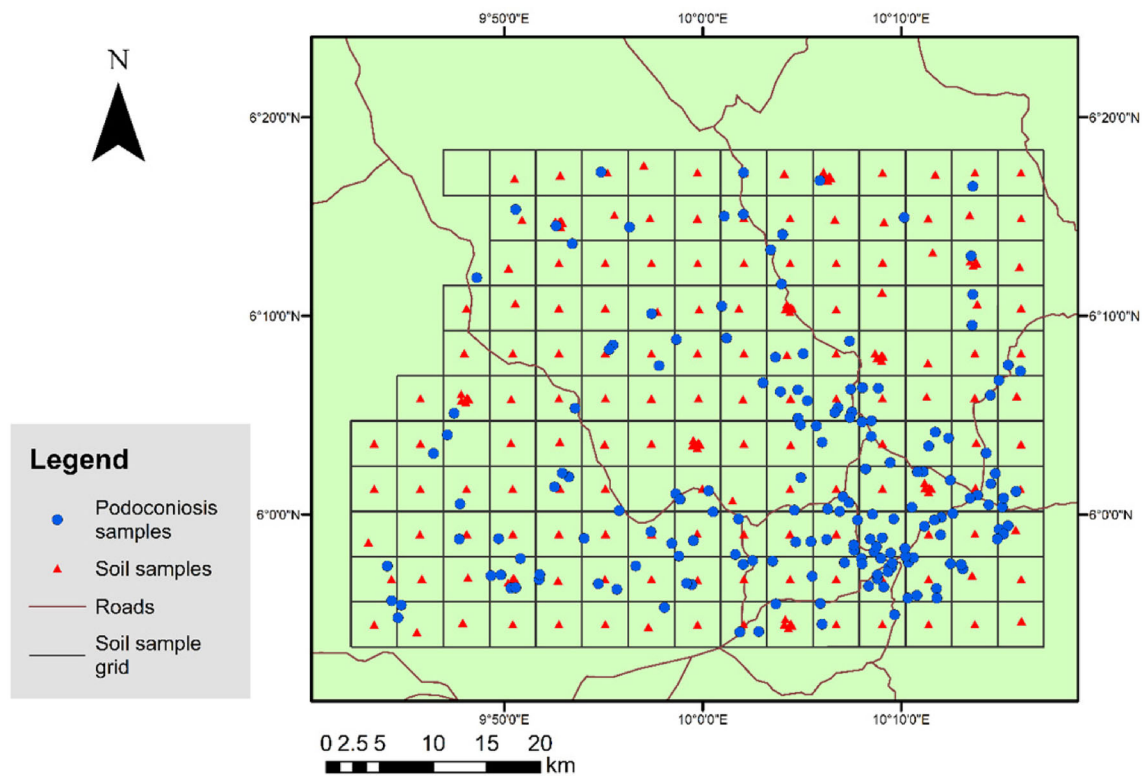 9°50'0"E 10°0'0"E 10°10'0"E
N
6°20'0"N 6°20'0"N
6°10'0"N 6°10'0"N
6°0'0"N 6°0'0"N
Legend
Podoconiosis
samples
Soil samples
Roads
Soil sample
grid
9°50'0"E 10°0'0"E 10°10'0"E
0 2.5 5 10 15 20
km